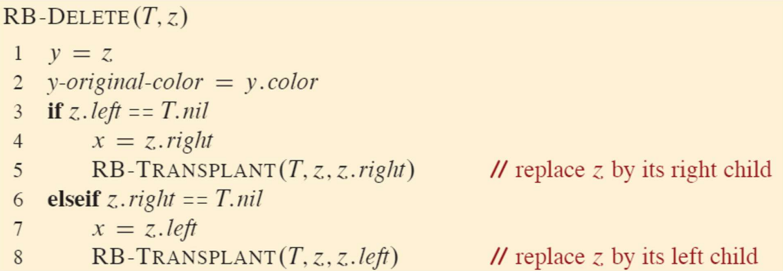 RB-DELETE(T, z)
1 y = z
2 y-original-color = y.color
3 if z.left == T.nil
4 x = z.right
5 RB-TRANSPLANT(T, z, z.right) // replace z by its right child
6 elseif z.right == T.nil
7 x = z.left
8 RB-TRANSPLANT(T, z, z.left) // replace z by its left child